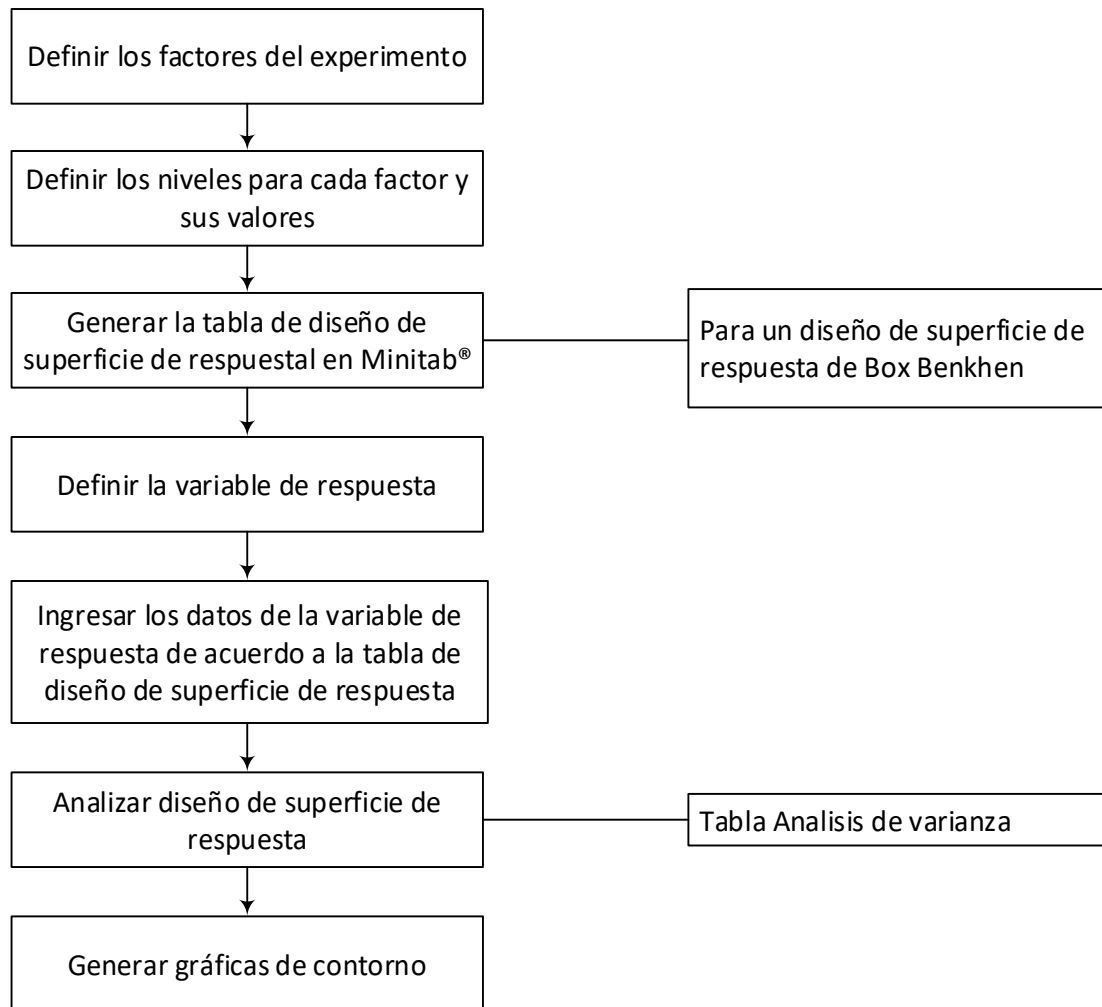 Definir los factores del experimento
Definir los niveles para cada factor y
sus valores
Generar la tabla de diseño de
superficie de respuestal en Minitab®
Para un diseño de superficie de
respuesta de Box Benkhen
Definir la variable de respuesta
Ingresar los datos de la variable de
respuesta de acuerdo a la tabla de
diseño de superficie de respuesta
Analizar diseño de superficie de
respuesta
Tabla Analisis de varianza
Generar gráficas de contorno